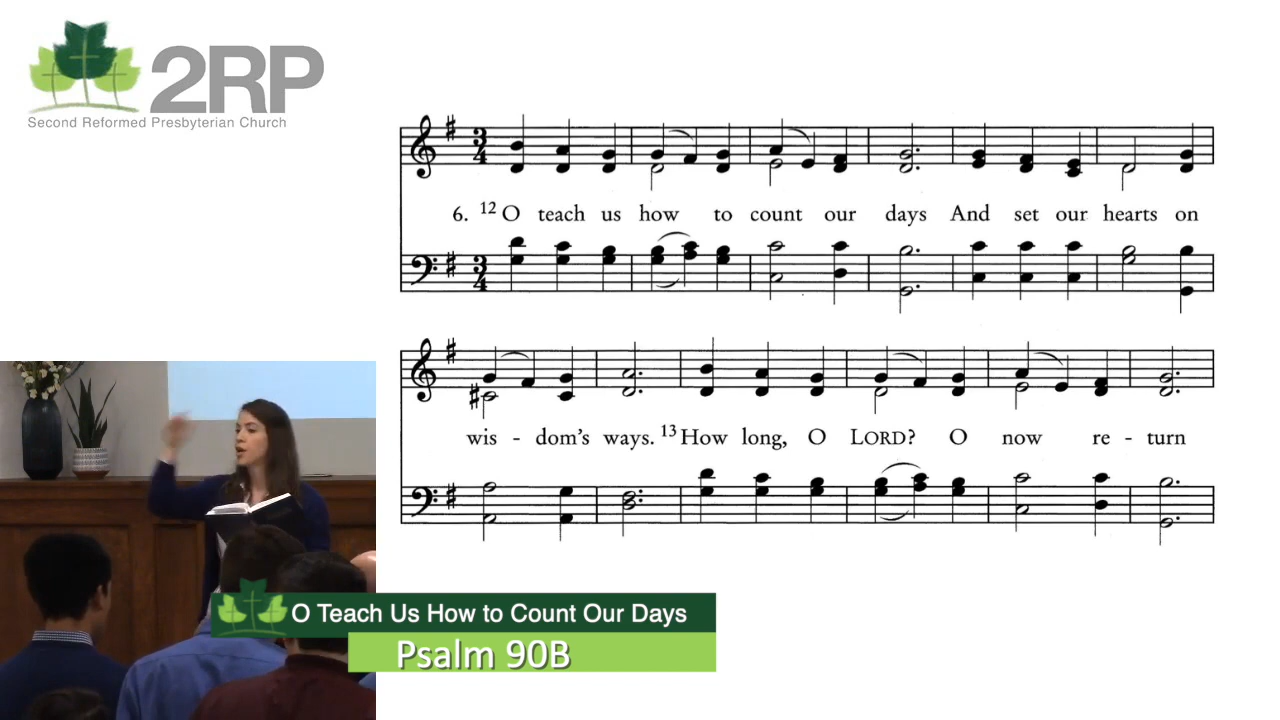 2RP
Second Reformed Presbyterian Church
6. 12 O teach us how to count our days And set our hearts on
wis - dom's ways. 13 How long, O LORD? O now re - turn
O Teach Us How to Count Our Days
Psalm 90B